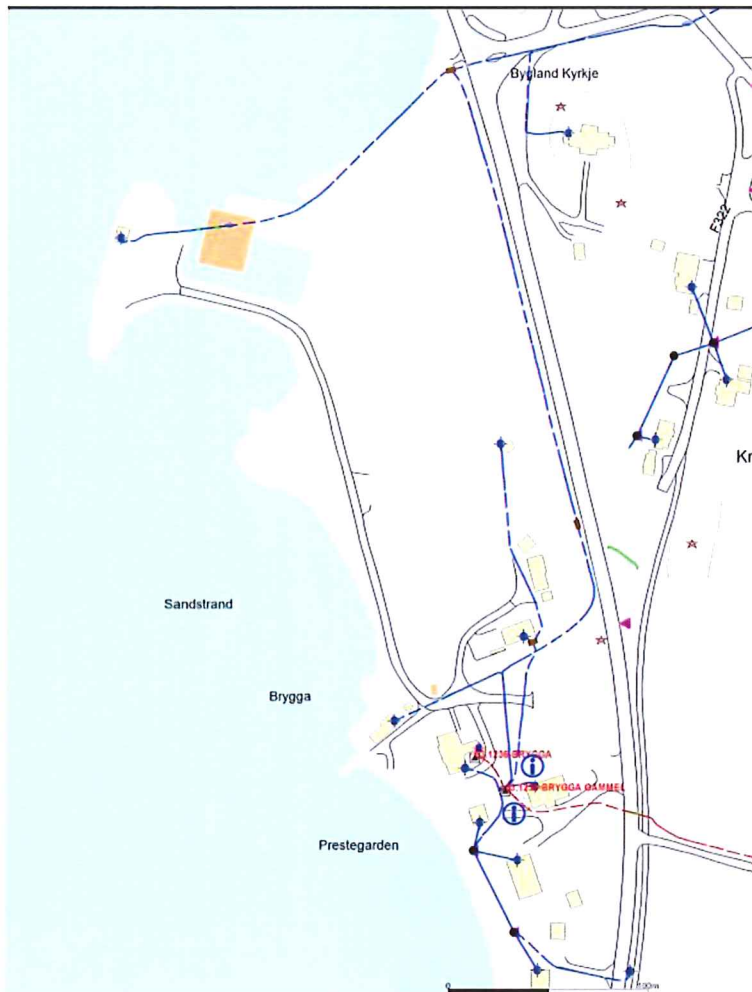 Bygland Kyrkje
F322
Kr
Sandstrand
Brygga
BRYGGA
i
BRYGGA GAMMEL
i
Prestegarden
0 100m